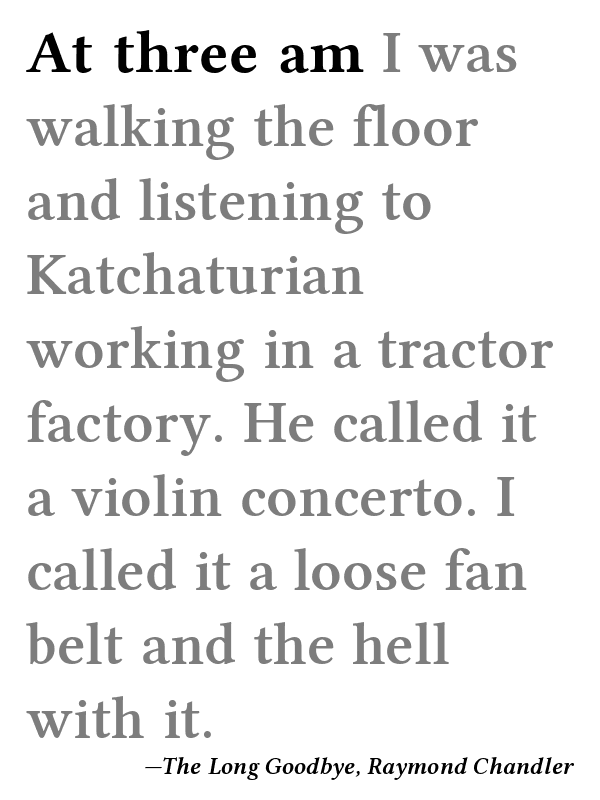 At three am I was
walking the floor
and listening to
Katchaturian
working in a tractor
factory. He called it
a violin concerto. I
called it a loose fan
belt and the hell
with it.
—The Long Goodbye, Raymond Chandler